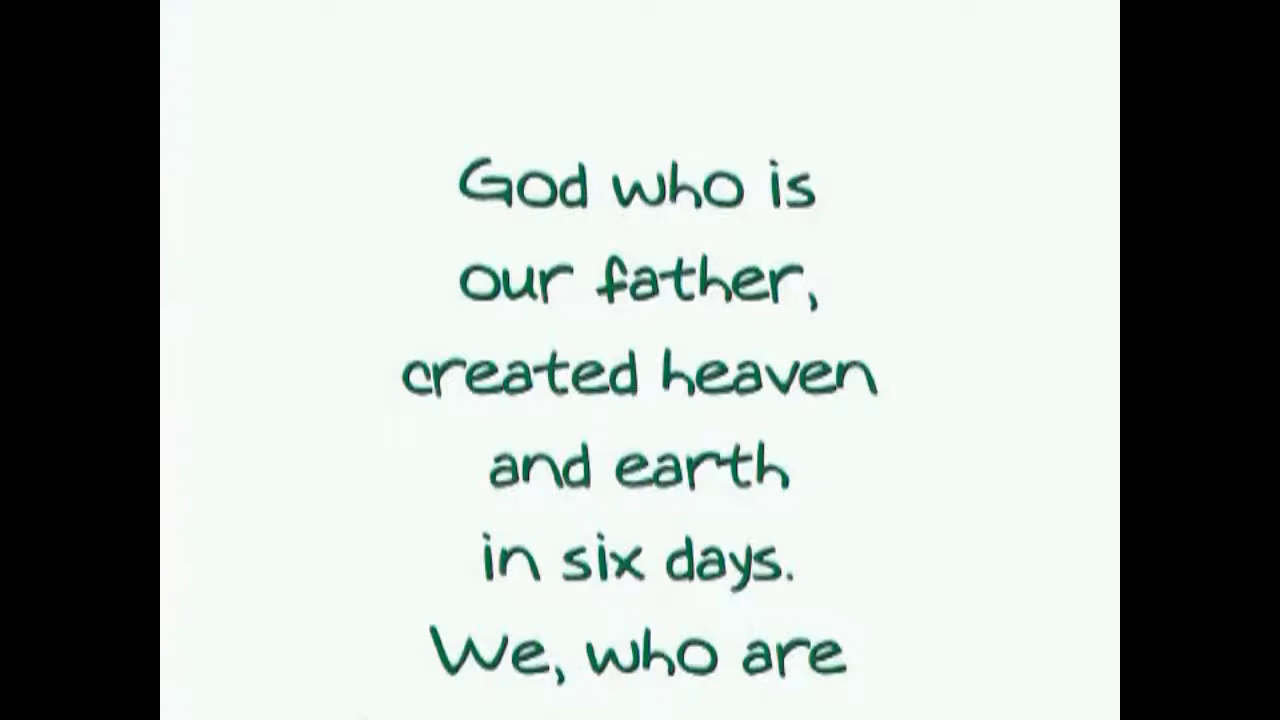 God who is
our father,
created heaven
and earth
in six days.
We, who are